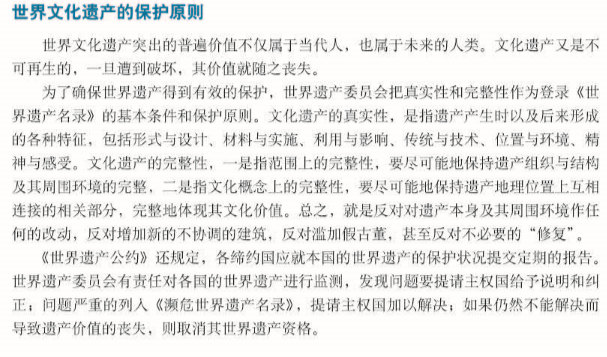 世界文化遗产的保护原则
世界文化遗产突出的普遍价值不仅属于当代人，也属于未来的人类。文化遗产又是不
可再生的，一旦遭到破坏，其价值就随之丧失。
为了确保世界遗产得到有效的保护，世界遗产委员会把真实性和完整性作为登录《世
界遗产名录》的基本条件和保护原则。文化遗产的真实性，是指遗产产生时以及后来形成
的各种特征，包括形式与设计、材料与实施、利用与影响、传统与技术、位置与环境、精
神与感受。文化遗产的完整性，一是指范围上的完整性，要尽可能地保持遗产组织与结构
及其周围环境的完整，二是指文化概念上的完整性，要尽可能地保持遗产地理位置上互相
连接的相关部分，完整地体现其文化价值。总之，就是反对对遗产本身及其周围环境作任
何的改动，反对增加新的不协调的建筑，反对滥加假古董，甚至反对不必要的“修复”。
《世界遗产公约》还规定，各缔约国应就本国的世界遗产的保护状况提交定期的报告。
世界遗产委员会有责任对各国的世界遗产进行监测，发现问题要提请主权国给予说明和纠
正；问题严重的列入《濒危世界遗产名录》，提请主权国加以解决；如果仍然不能解决而
导致遗产价值的丧失，则取消其世界遗产资格。